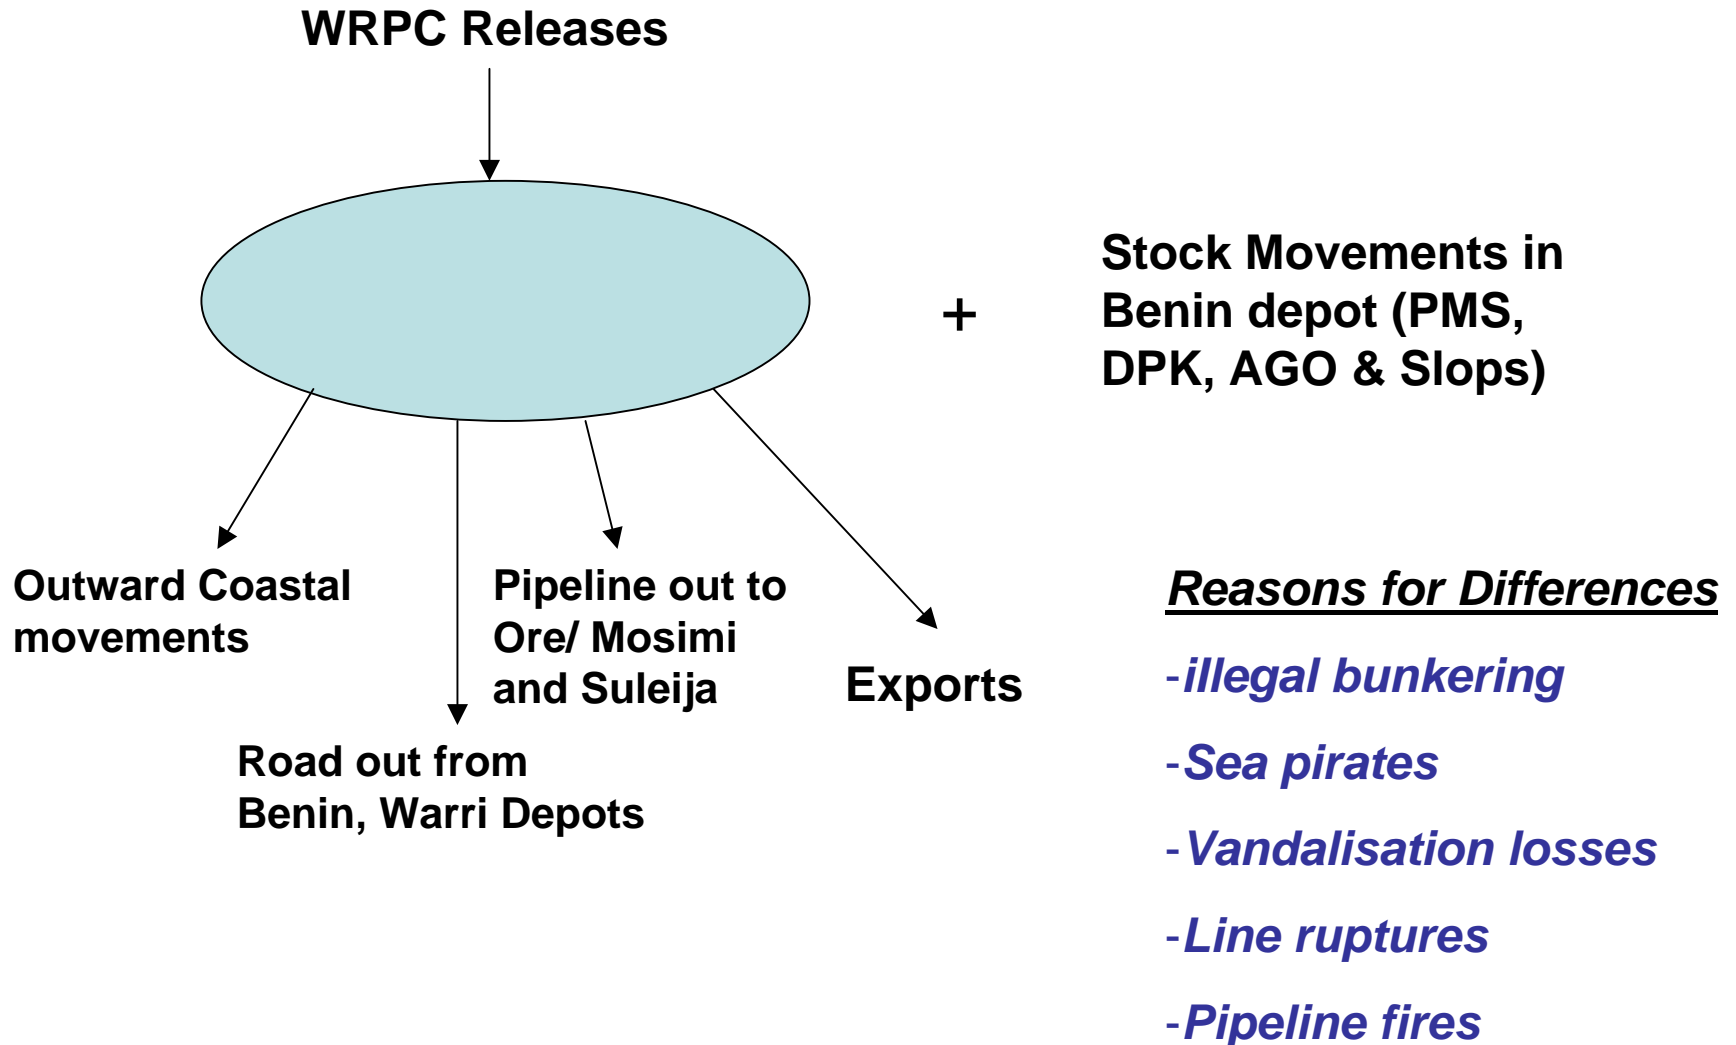 WRPC Releases
+
Stock Movements in
Benin depot (PMS,
DPK, AGO & Slops)
Outward Coastal
movements
Road out from
Benin, Warri Depots
Pipeline out to
Ore/ Mosimi
and Suleija
Exports
Reasons for Differences
-illegal bunkering
-Sea pirates
-Vandalisation losses
-Line ruptures
-Pipeline fires